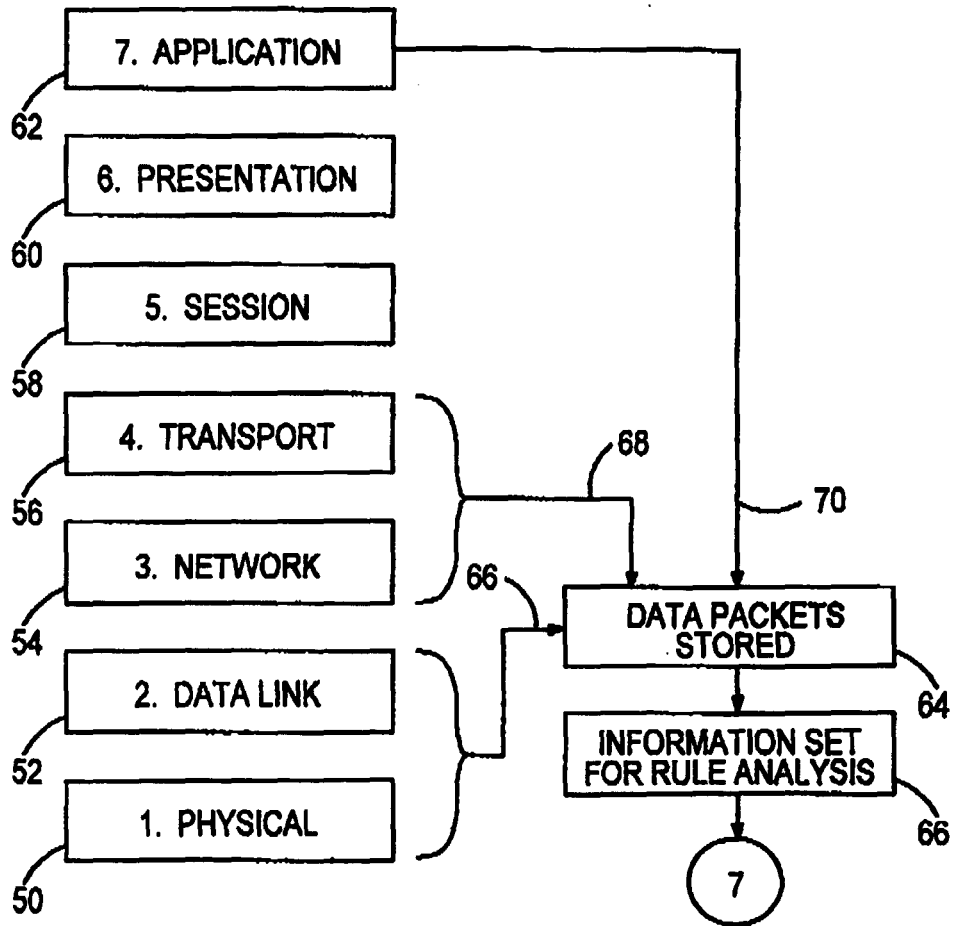 7. APPLICATION
62
6. PRESENTATION
60
5. SESSION
58
4. TRANSPORT
56
68
70
3. NETWORK
54
66
DATA PACKETS
STORED
64
2. DATA LINK
52
INFORMATION SET
FOR RULE ANALYSIS
66
1. PHYSICAL
50
7